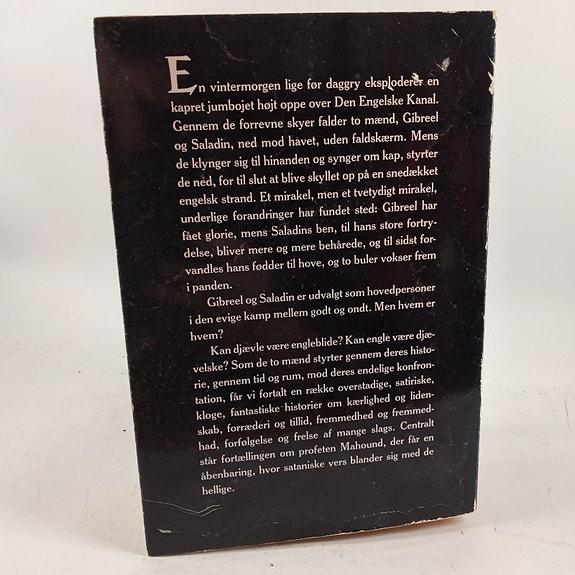 En vintermorgen lige før daggry eksploderer en
kapret jumbojet højt oppe over Den Engelske Kanal.
Gennem de forrevne skyer falder to mænd, Gibreel
og Saladin, ned mod havet, uden faldskærm. Mens
de klynger sig til hinanden og synger om kap, styrter
de ned, for til slut at blive skyllet op på en snedækket
engelsk strand. Et mirakel, men et tvetydigt mirakel,
underlige forandringer har fundet sted: Gibreel har
fået glorie, mens Saladins ben, til hans store fortry-
delse, bliver mere og mere behårede, og til sidst for-
vandles hans fødder til hove, og to buler vokser frem
i panden.
Gibreel og Saladin er udvalgt som hovedpersoner
i den evige kamp mellem godt og ondt. Men hvem er
hvem?
Kan djævle være engleblide? Kan engle være djæ-
velske? Som de to mænd styrter gennem deres histo-
rie, gennem tid og rum, mod deres endelige konfron-
tation, får vi fortalt en række overstadige, satiriske,
kloge, fantastiske historier om kærlighed og liden-
skab, forræderi og tillid, fremmedhed og fremmed-
had, forfølgelse og frelse af mange slags. Centralt
står fortællingen om profeten Mahound, der får en
åbenbaring, hvor sataniske vers blander sig med de
hellige.